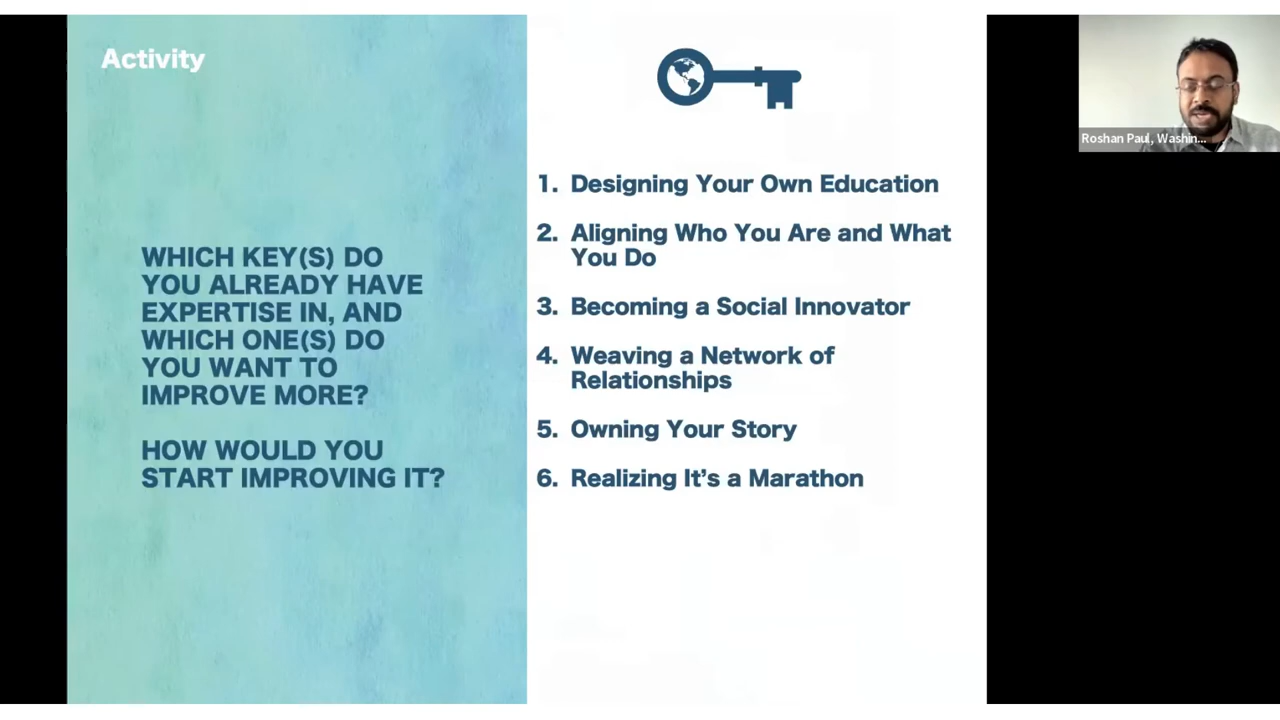 Activity
WHICH KEY(S) DO
YOU ALREADY HAVE
EXPERTISE IN, AND
WHICH ONE(S) DO
YOU WANT TO
IMPROVE MORE?
HOW WOULD YOU
START IMPROVING IT?
1. Designing Your Own Education
2. Aligning Who You Are and What
You Do
3. Becoming a Social Innovator
4. Weaving a Network of
Relationships
5. Owning Your Story
6. Realizing It’s a Marathon
Roshan Paul, Washin...